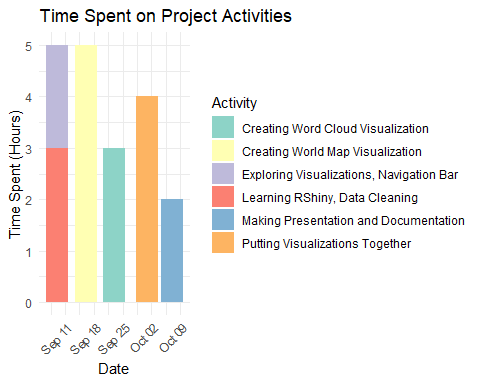 Time Spent on Project Activities
Time Spent (Hours)
5
4
3
2
1
0
Sep 11
Sep 18
Sep 25
Oct 02
Oct 09
Date
Activity
Creating Word Cloud Visualization
Creating World Map Visualization
Exploring Visualizations, Navigation Bar
Learning RShiny, Data Cleaning
Making Presentation and Documentation
Putting Visualizations Together